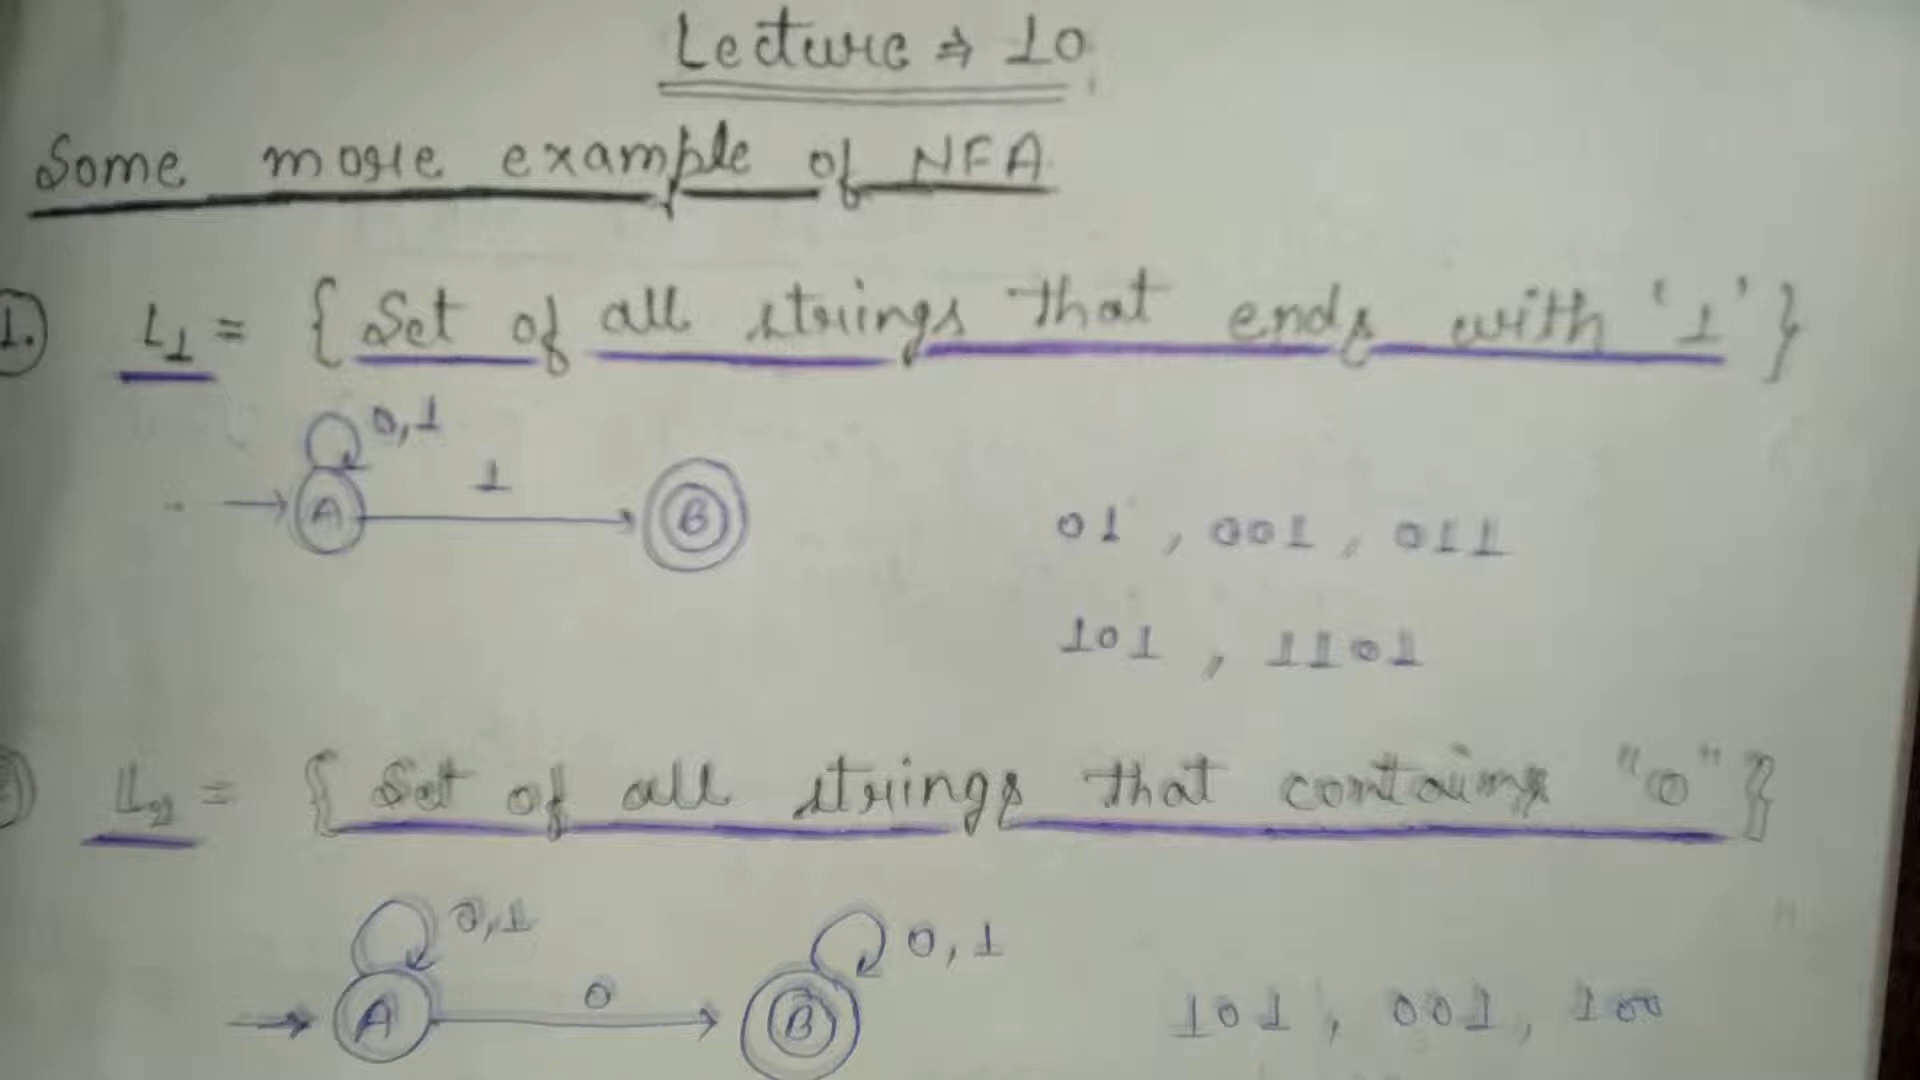 Lecture ⇒ 10
Some more example of NFA
1. L1 = { Set of all strings that ends with '1' }
0,1
1
A B
01 , 001 , 011
101 , 1101
L2 = { Set of all strings that contains "0" }
0,1 0,1
0
A B
101 , 001 , 100